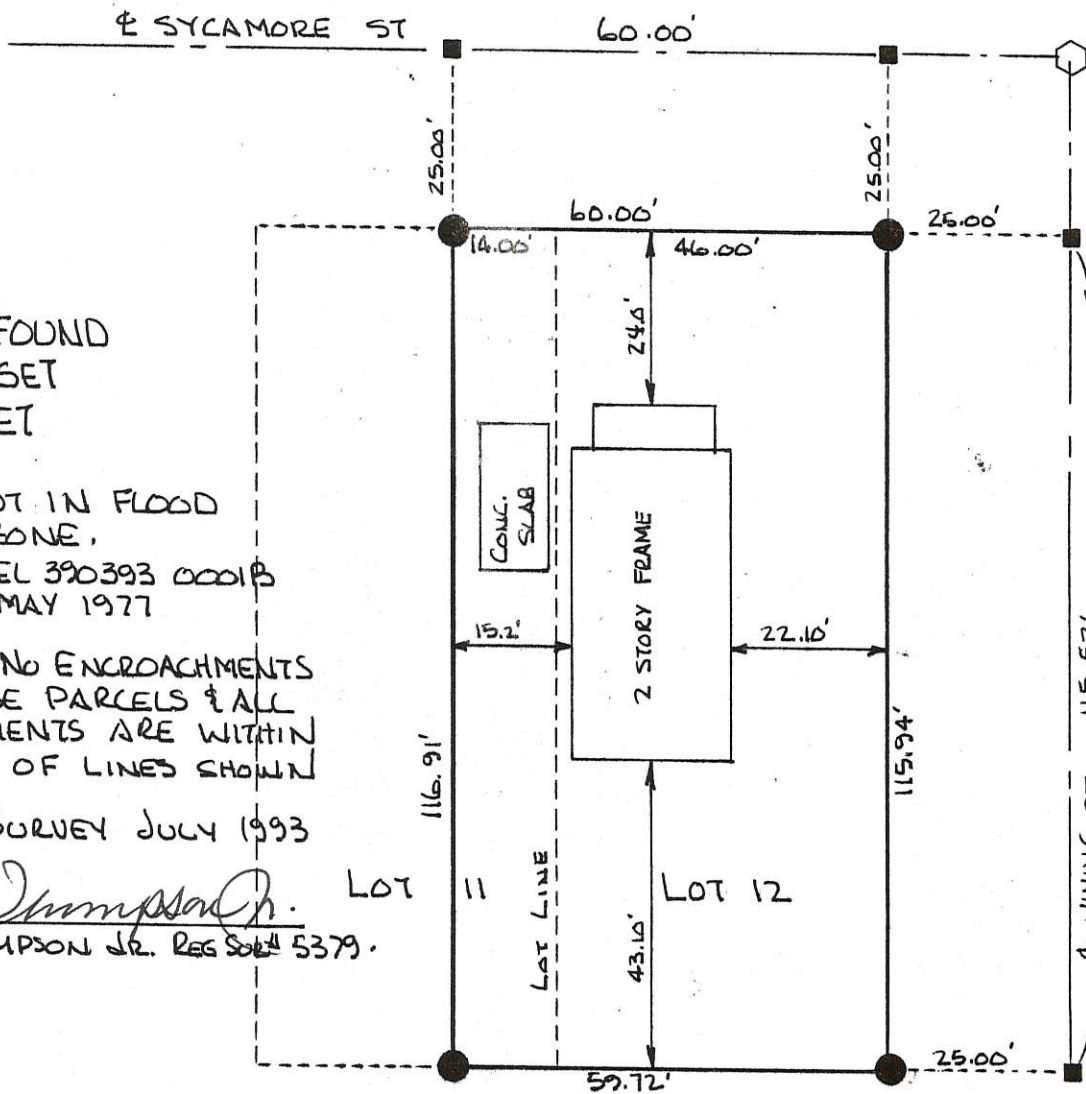 ℄ SYCAMORE ST
60.00'
25.00'
25.00'
60.00'
25.00'
14.00'
46.00'
24.0'
FOUND
SET
ET
CONC.
SLAB
2 STORY FRAME
OT IN FLOOD
ZONE.
EL 390393 0001B
MAY 1977
15.2'
22.10'
NO ENCROACHMENTS
SE PARCELS & ALL
MENTS ARE WITHIN
OF LINES SHOWN
116.91'
115.94'
SURVEY JULY 1993
LOT 11
LOT LINE
LOT 12
Thompson Jr.
MPSON JR. REG SUR# 5379.
43.10'
25.00'
59.72'